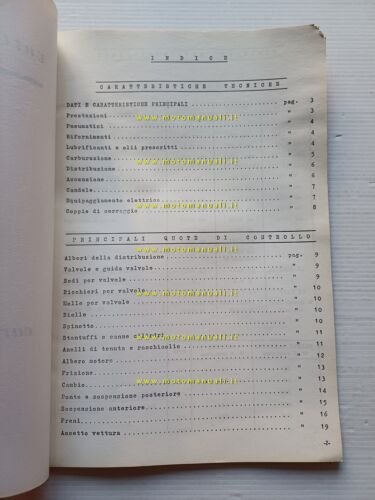 I N D I C E
CARATTERISTICHE TECNICHE
DATI E CARATTERISTICHE PRINCIPALI pag. 3
Prestazioni " 3
www.motomanuali.it
Pneumatici " 4
Rifornimenti " 4
Lubrificanti e olii prescritti " 4
www.motomanuali.it
Carburazione " 5
Distribuzione " 6
Accensione " 6
www.motomanuali.it
Candele " 7
Equipaggiamento elettrico " 7
www.motomanuali.it
Coppie di serraggio " 8
PRINCIPALI QUOTE DI CONTROLLO
Alberi della distribuzione pag. 9
www.motomanuali.it
Valvole e guida valvole " 9
Sedi per valvole " 9
Bicchieri per valvole " 10
Molle per valvole " 10
www.motomanuali.it
Bielle " 10
Spinotto " 10
Stantuffi e canne cilindri " 11
www.motomanuali.it
Anelli di tenuta e raschiaolio " 11
Albero motore " 12
www.motomanuali.it
Frizione " 13
Cambio " 13
www.motomanuali.it
Ponte e sospensione posteriore " 14
Sospensione anteriore " 15
Freni " 16
Assetto vettura " 19
-2-